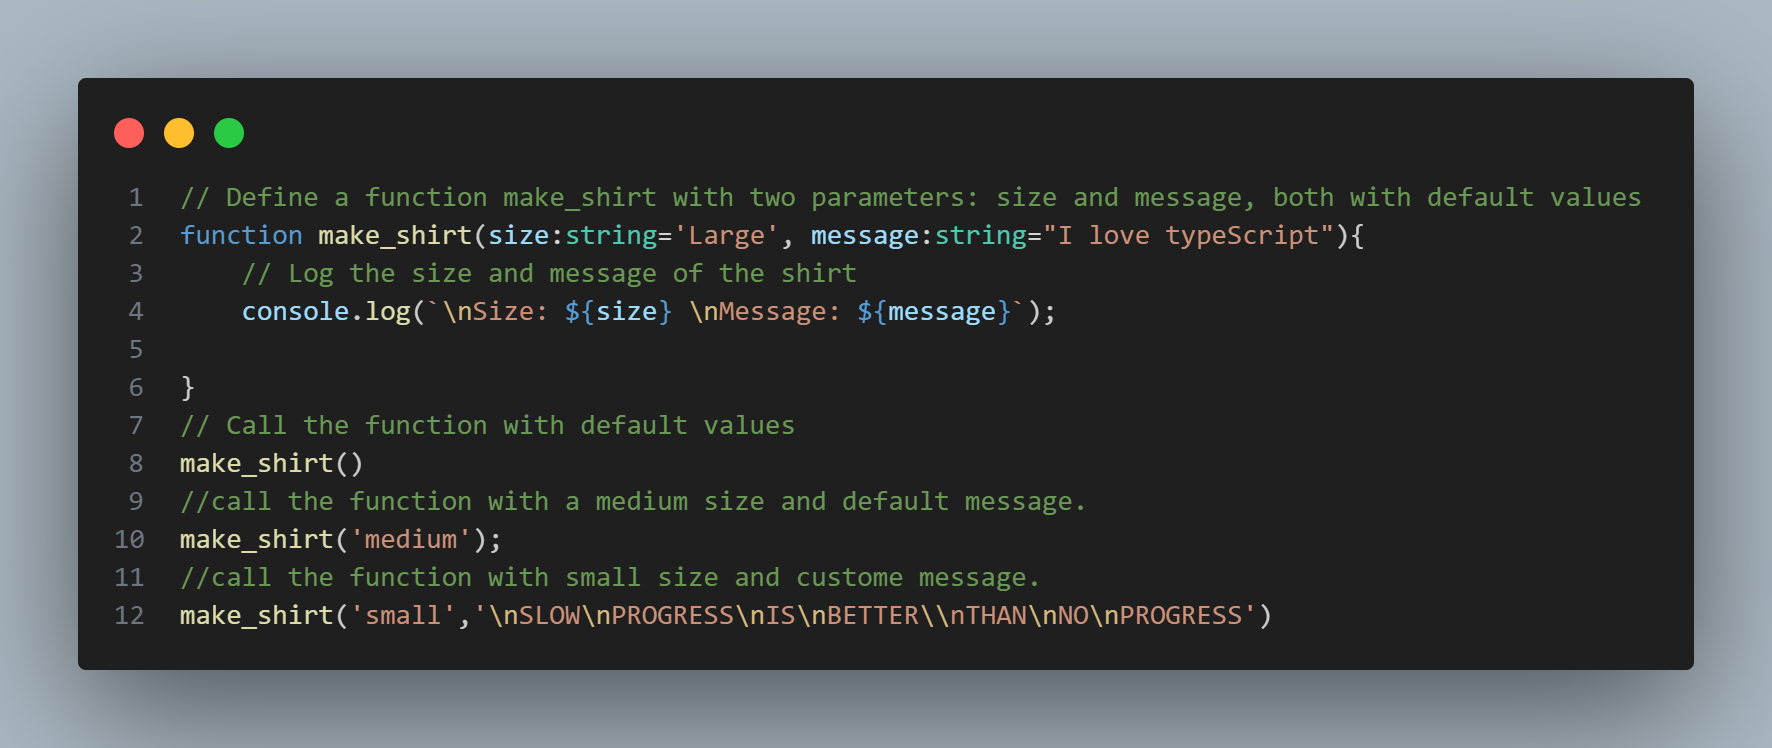 1 // Define a function make_shirt with two parameters: size and message, both with default values
2 function make_shirt(size:string='Large', message:string="I love typeScript"){
3     // Log the size and message of the shirt
4     console.log(`\nSize: ${size} \nMessage: ${message}`);
5
6 }
7 // Call the function with default values
8 make_shirt()
9 //call the function with a medium size and default message.
10 make_shirt('medium');
11 //call the function with small size and custome message.
12 make_shirt('small','\nSLOW\nPROGRESS\nIS\nBETTER\\nTHAN\nNO\nPROGRESS')